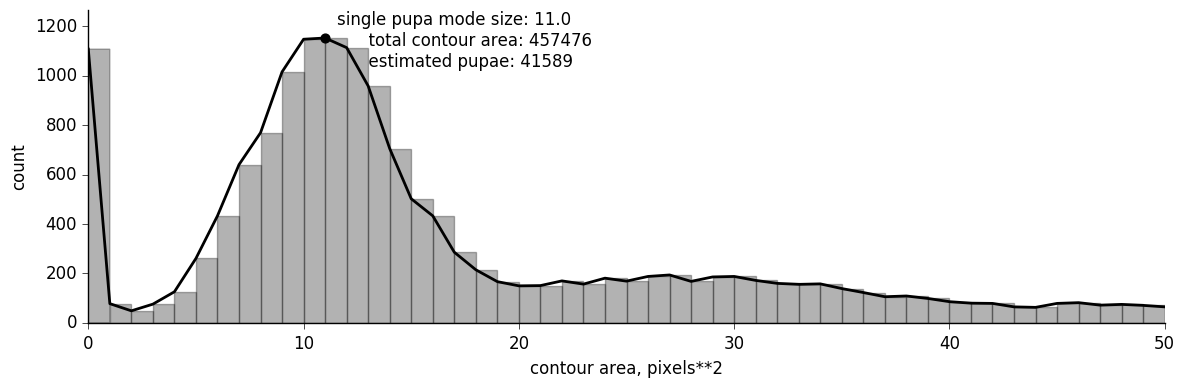 single pupa mode size: 11.0
total contour area: 457476
estimated pupae: 41589
1200
1000
800
600
400
200
0
count
0 10 20 30 40 50
contour area, pixels**2